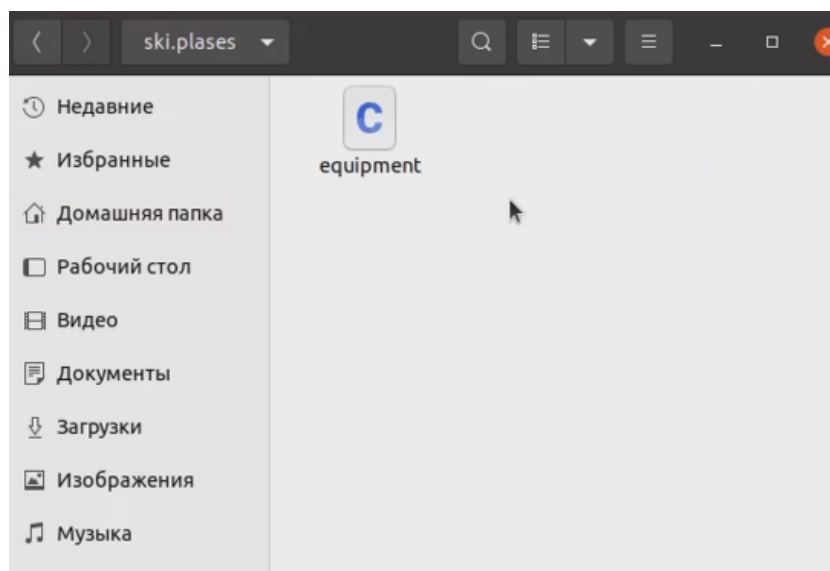 ski.plases
Недавние
Избранные
Домашняя папка
Рабочий стол
Видео
Документы
Загрузки
Изображения
Музыка
C
equipment